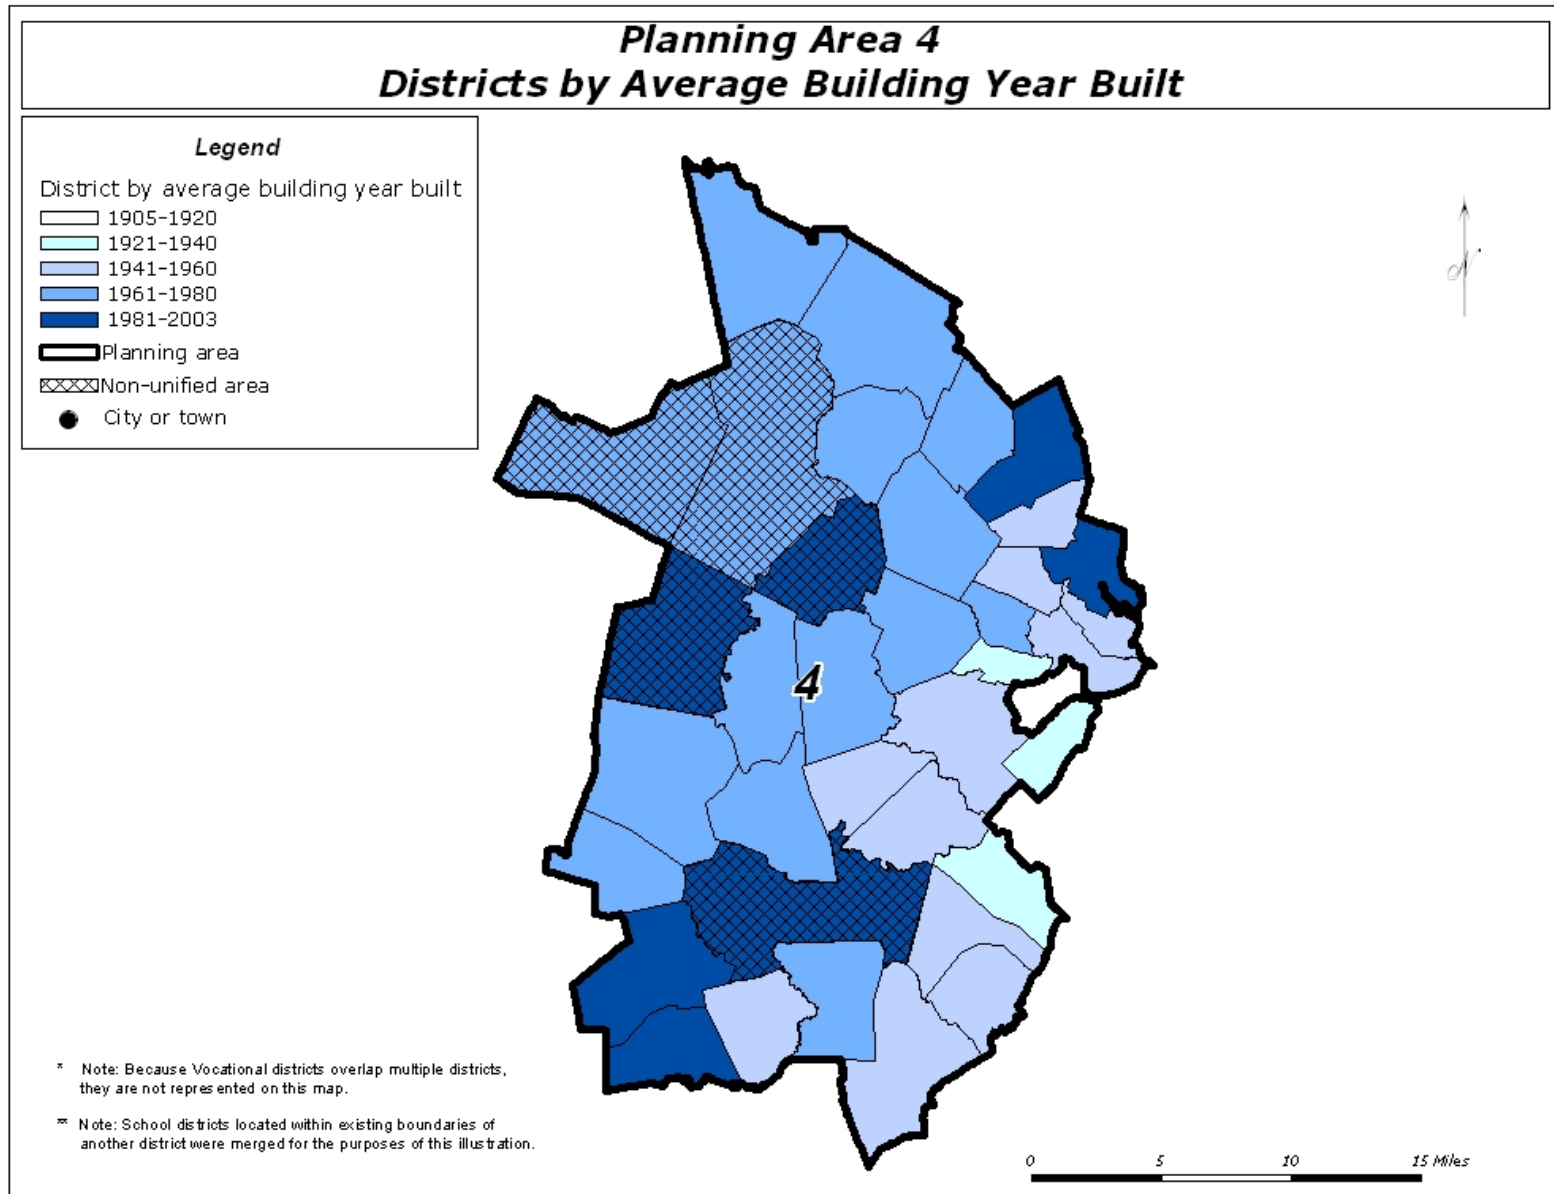 Planning Area 4
Districts by Average Building Year Built
Legend
District by average building year built
1905-1920
1921-1940
1941-1960
1961-1980
1981-2003
Planning area
Non-unified area
City or town
N
4
* Note: Because Vocational districts overlap multiple districts,
they are not represented on this map.
** Note: School districts located within existing boundaries of
another district were merged for the purposes of this illustration.
0 5 10 15 Miles